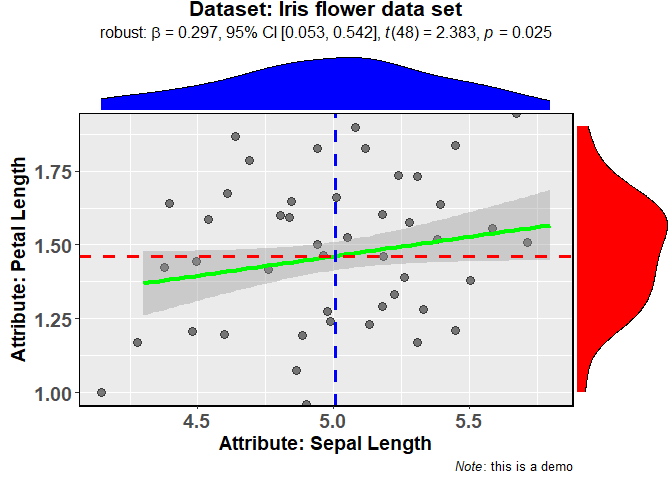 Dataset: Iris flower data set
robust: β = 0.297, 95% CI [0.053, 0.542], t(48) = 2.383, p = 0.025
1.75
1.50
1.25
1.00
Attribute: Petal Length
4.5 5.0 5.5
Attribute: Sepal Length
Note: this is a demo